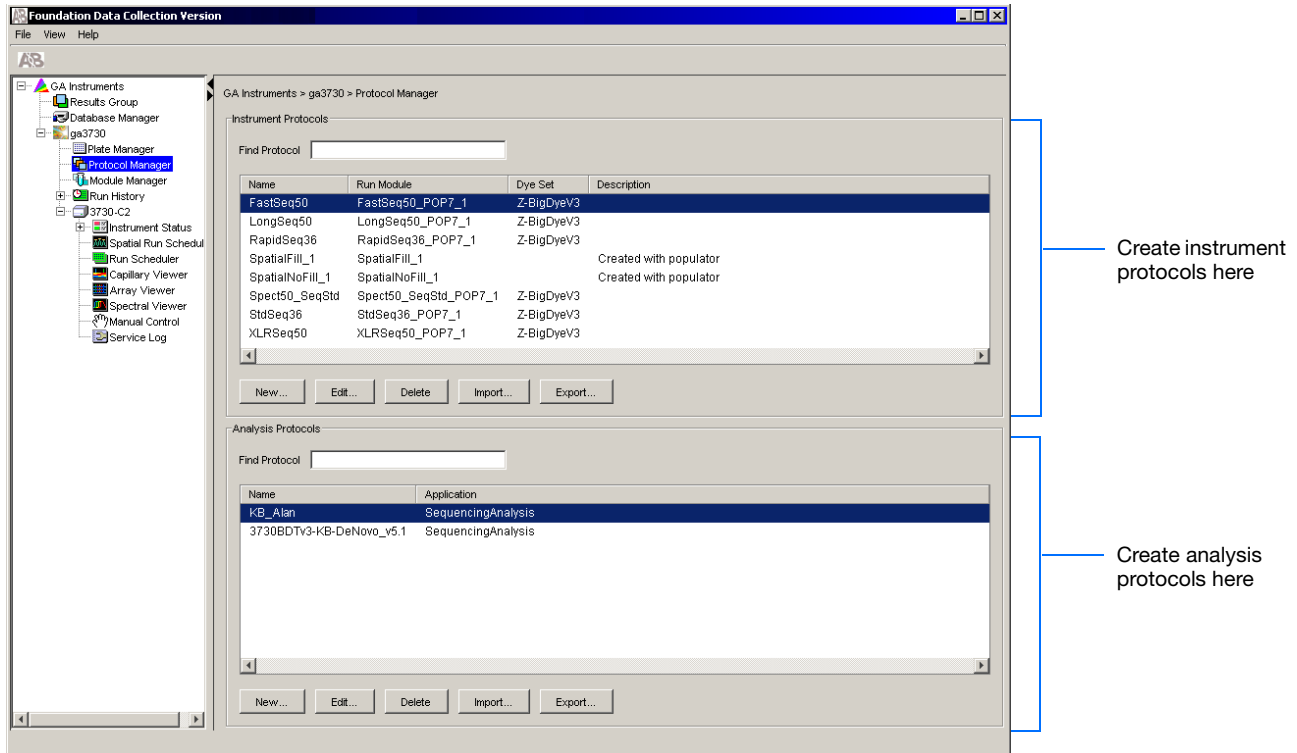 Foundation Data Collection Version
File View Help
AB
GA Instruments
Results Group
Database Manager
ga3730
Plate Manager
Protocol Manager
Module Manager
Run History
3730-C2
Instrument Status
Spatial Run Schedul
Run Scheduler
Capillary Viewer
Array Viewer
Spectral Viewer
Manual Control
Service Log
GA Instruments > ga3730 > Protocol Manager
Instrument Protocols
Find Protocol
Name Run Module Dye Set Description
FastSeq50 FastSeq50_POP7_1 Z-BigDyeV3
LongSeq50 LongSeq50_POP7_1 Z-BigDyeV3
RapidSeq36 RapidSeq36_POP7_1 Z-BigDyeV3
SpatialFill_1 SpatialFill_1 Created with populator
SpatialNoFill_1 SpatialNoFill_1 Created with populator
Spect50_SeqStd Spect50_SeqStd_POP7_1 Z-BigDyeV3
StdSeq36 StdSeq36_POP7_1 Z-BigDyeV3
XLRSeq50 XLRSeq50_POP7_1 Z-BigDyeV3
New... Edit... Delete Import... Export...
Analysis Protocols
Find Protocol
Name Application
KB_Alan SequencingAnalysis
3730BDTv3-KB-DeNovo_v5.1 SequencingAnalysis
New... Edit... Delete Import... Export...
Create instrument
protocols here
Create analysis
protocols here